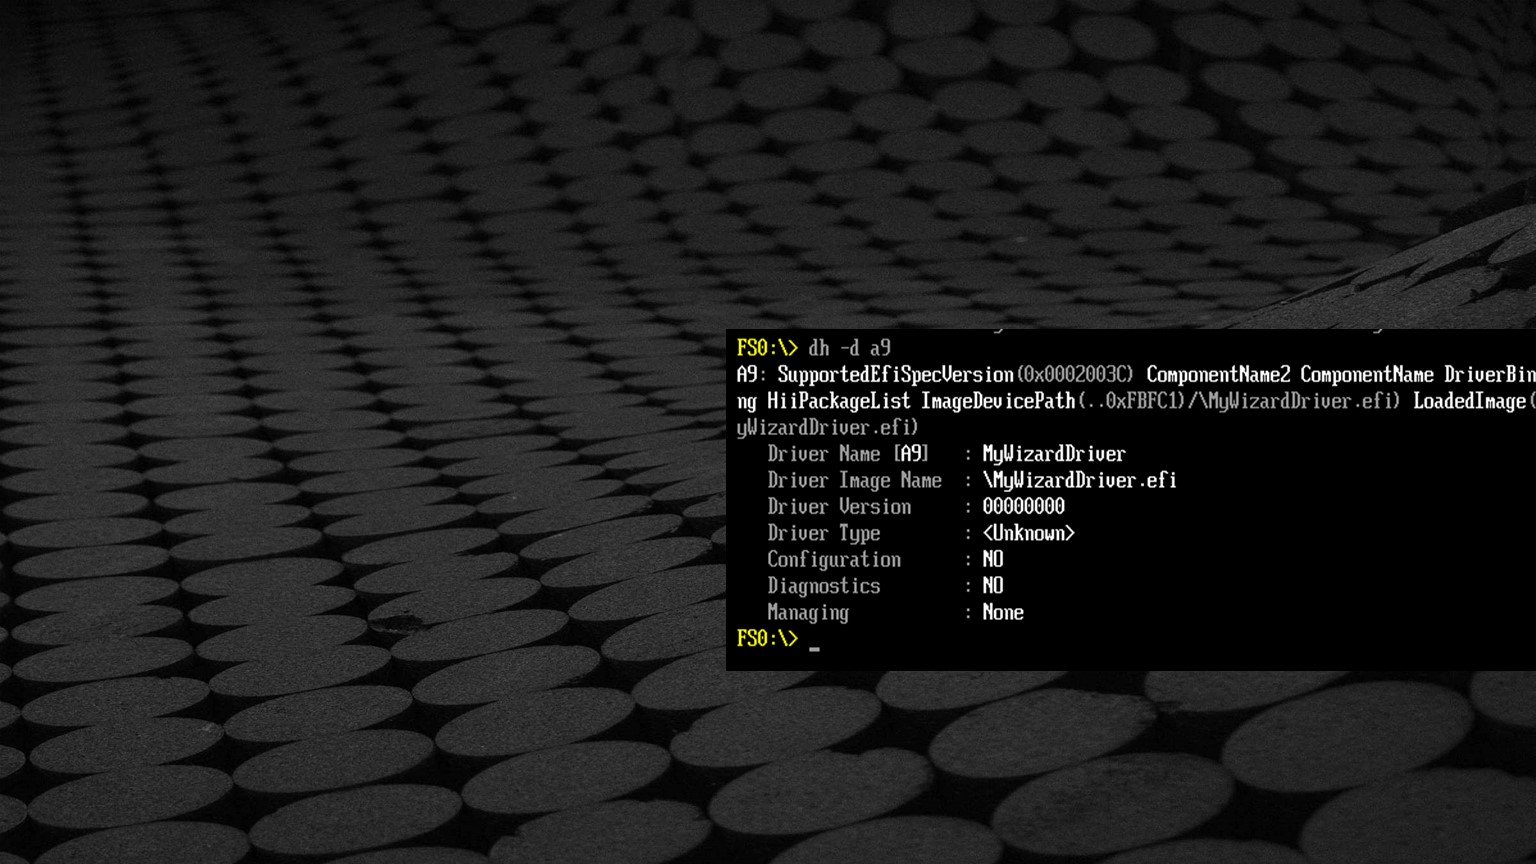 FS0:\> dh -d a9
A9: SupportedEfiSpecVersion(0x0002003C) ComponentName2 ComponentName DriverBin
ng HiiPackageList ImageDevicePath(..0xFBFC1)/\MyWizardDriver.efi) LoadedImage(
yWizardDriver.efi)
Driver Name [A9] : MyWizardDriver
Driver Image Name : \MyWizardDriver.efi
Driver Version : 00000000
Driver Type : <Unknown>
Configuration : NO
Diagnostics : NO
Managing : None
FS0:\> _